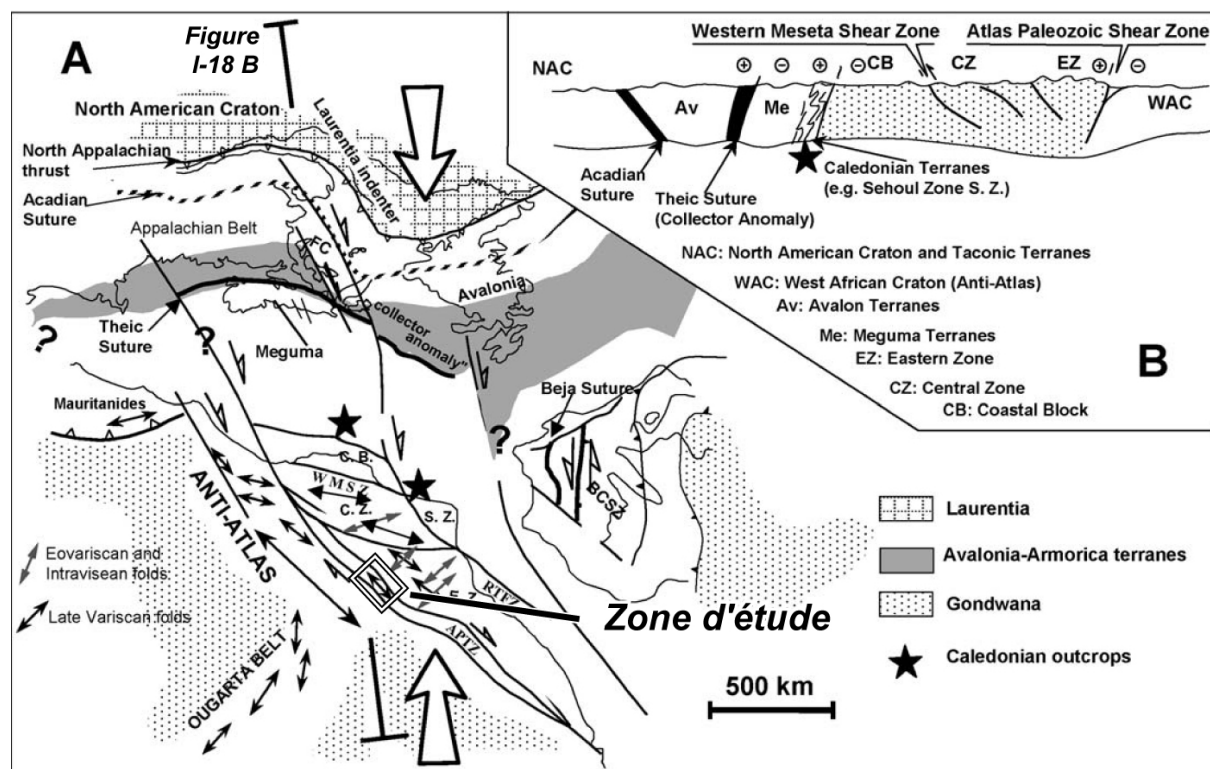 A
Figure
I-18 B
North American Craton
North Appalachian
thrust
Acadian
Suture
Appalachian Belt
Laurentia indenter
FC
Avalonia
Theic
Suture
?
?
Meguma
collector
anomaly"
?
Mauritanides
Beja Suture
BCSZ
C. B.
WMSZ
C. Z.
S. Z.
RTFZ
APTZ
ANTI-ATLAS
Eovariscan and
Intravisean folds
Late Variscan folds
OUGARTA BELT
Zone d'étude
500 km
Western Meseta Shear Zone
Atlas Paleozoic Shear Zone
NAC
CB
CZ
EZ
Av
Me
WAC
Acadian
Suture
Theic Suture
(Collector Anomaly)
Caledonian Terranes
(e.g. Sehoul Zone S. Z.)
NAC: North American Craton and Taconic Terranes
WAC: West African Craton (Anti-Atlas)
Av: Avalon Terranes
Me: Meguma Terranes
EZ: Eastern Zone
CZ: Central Zone
CB: Coastal Block
B
Laurentia
Avalonia-Armorica terranes
Gondwana
Caledonian outcrops